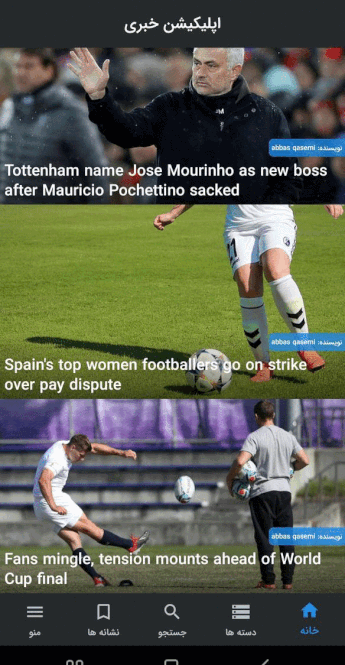 اپلیکیشن خبری
نویسنده: abbas qasemi
Tottenham name Jose Mourinho as new boss
after Mauricio Pochettino sacked
نویسنده: abbas qasemi
Spain's top women footballers go on strike
over pay dispute
نویسنده: abbas qasemi
Fans mingle, tension mounts ahead of World
Cup final
خانه
دسته ها
جستجو
نشانه ها
منو